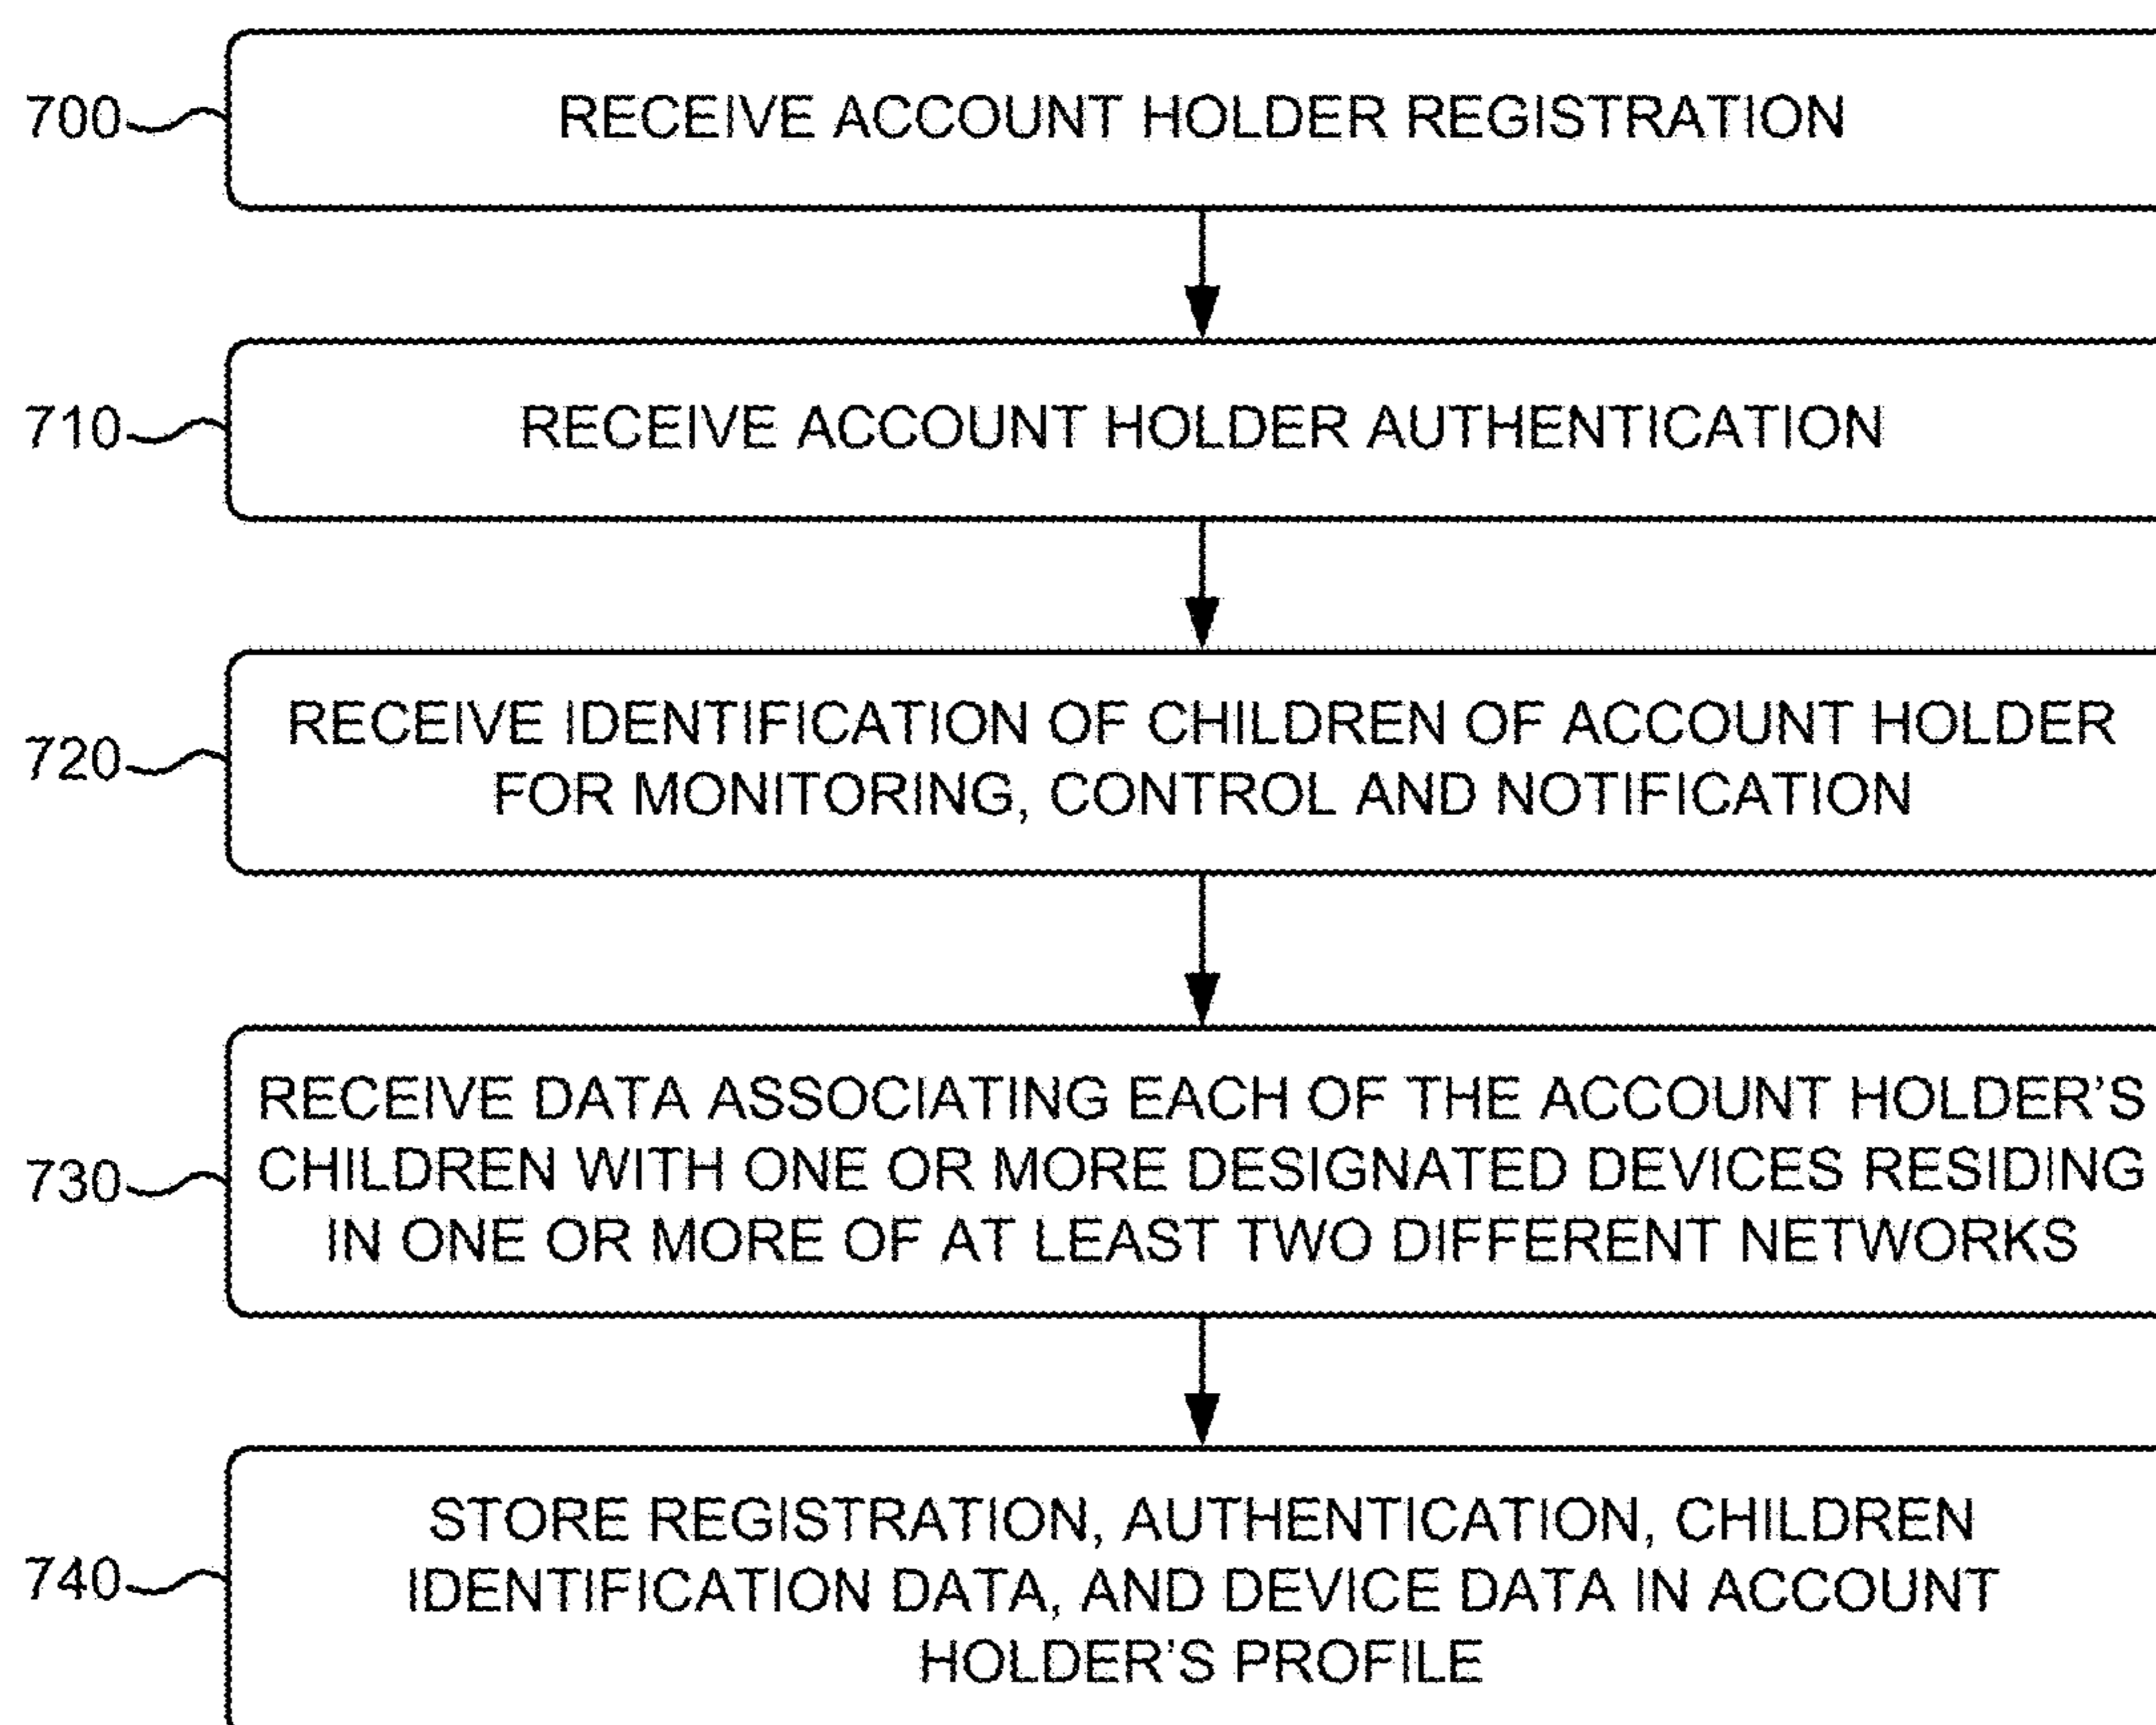 700
RECEIVE ACCOUNT HOLDER REGISTRATION
710
RECEIVE ACCOUNT HOLDER AUTHENTICATION
720
RECEIVE IDENTIFICATION OF CHILDREN OF ACCOUNT HOLDER
FOR MONITORING, CONTROL AND NOTIFICATION
730
RECEIVE DATA ASSOCIATING EACH OF THE ACCOUNT HOLDER'S
CHILDREN WITH ONE OR MORE DESIGNATED DEVICES RESIDING
IN ONE OR MORE OF AT LEAST TWO DIFFERENT NETWORKS
740
STORE REGISTRATION, AUTHENTICATION, CHILDREN
IDENTIFICATION DATA, AND DEVICE DATA IN ACCOUNT
HOLDER'S PROFILE